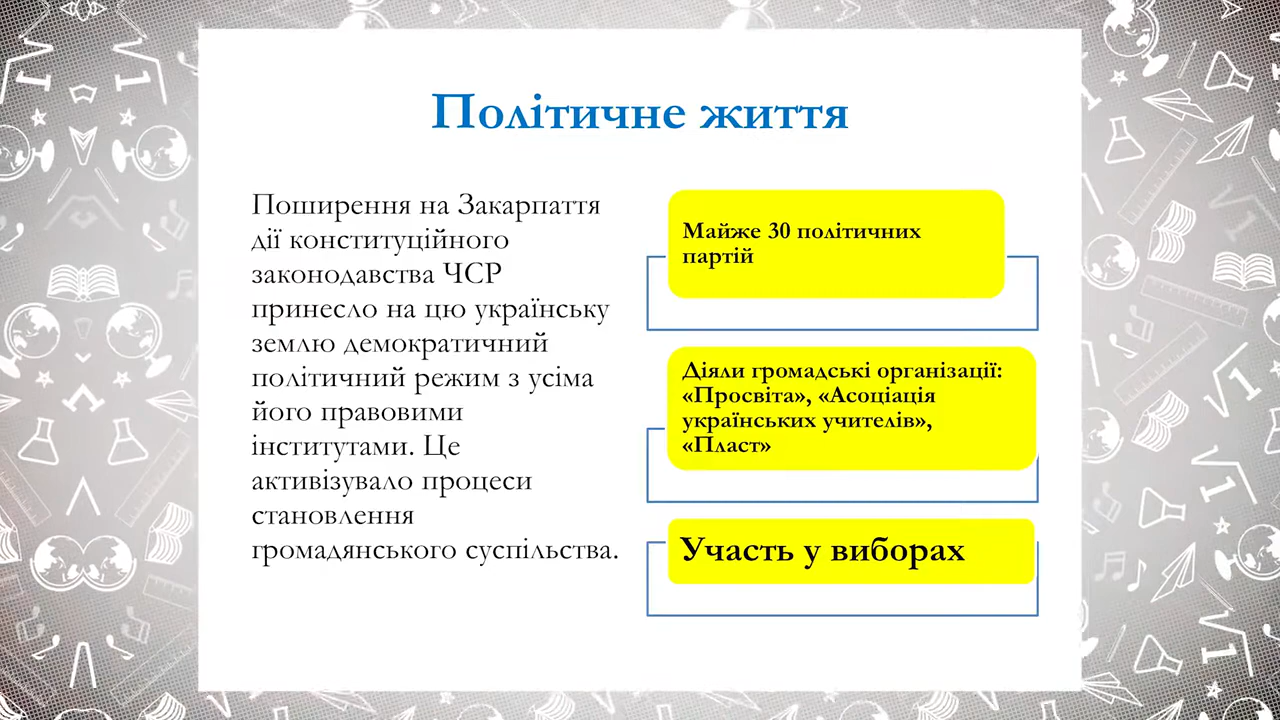 Політичне життя
Поширення на Закарпаття
дії конституційного
законодавства ЧСР
принесло на цю українську
землю демократичний
політичний режим з усіма
його правовими
інститутами. Це
активізувало процеси
становлення
громадянського суспільства.
Майже 30 політичних
партій
Діяли громадські організації:
«Просвіта», «Асоціація
українських учителів»,
«Пласт»
Участь у виборах